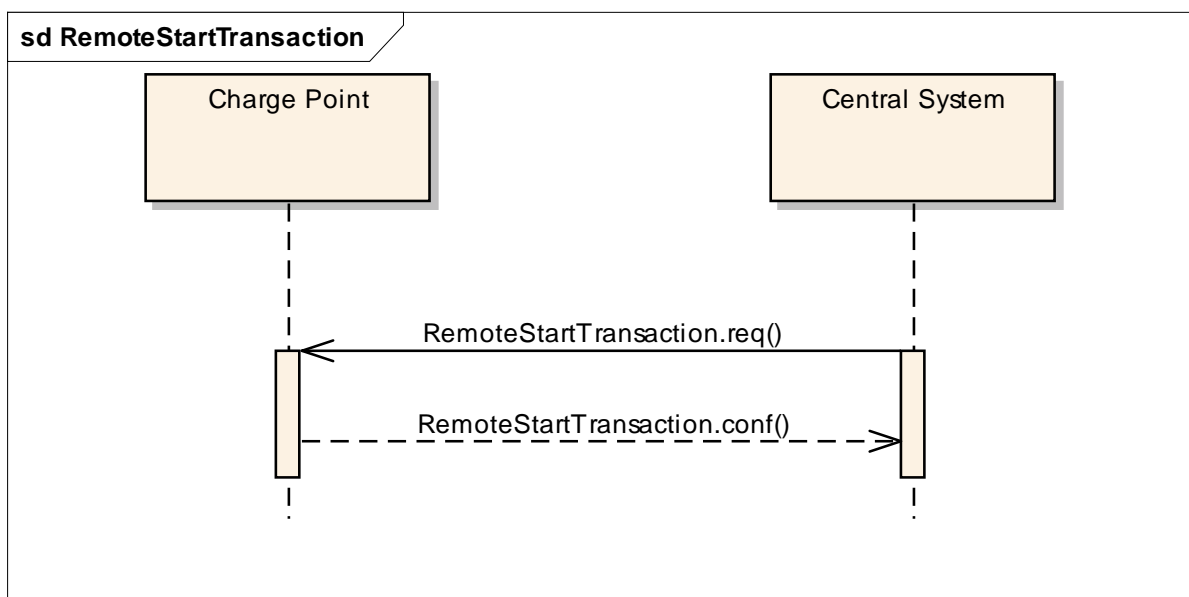 sd RemoteStartTransaction
Charge Point
Central System
RemoteStartTransaction.req()
RemoteStartTransaction.conf()